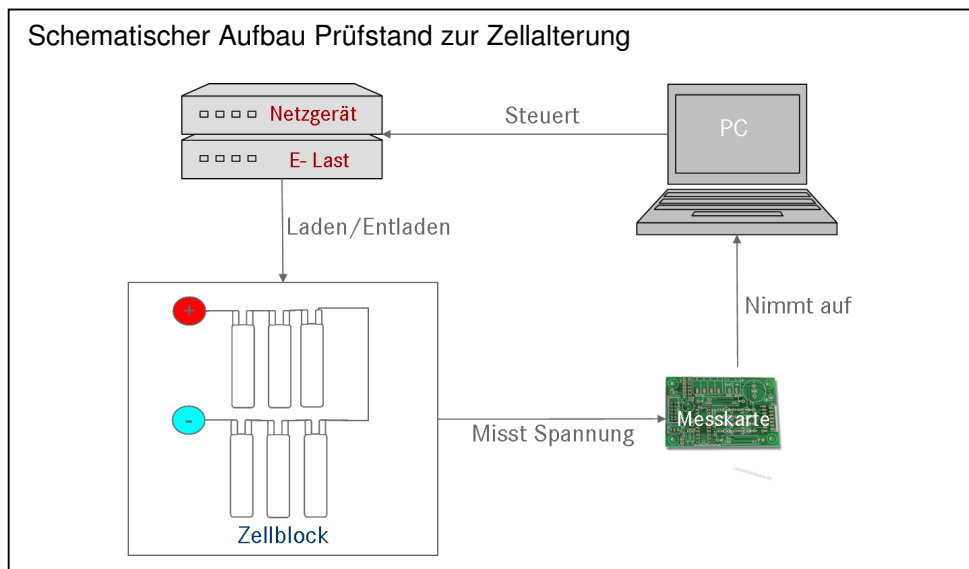 Schematischer Aufbau Prüfstand zur Zellalterung
Netzgerät
E- Last
Steuert
PC
Laden/Entladen
+
-
Nimmt auf
Misst Spannung
Messkarte
Zellblock